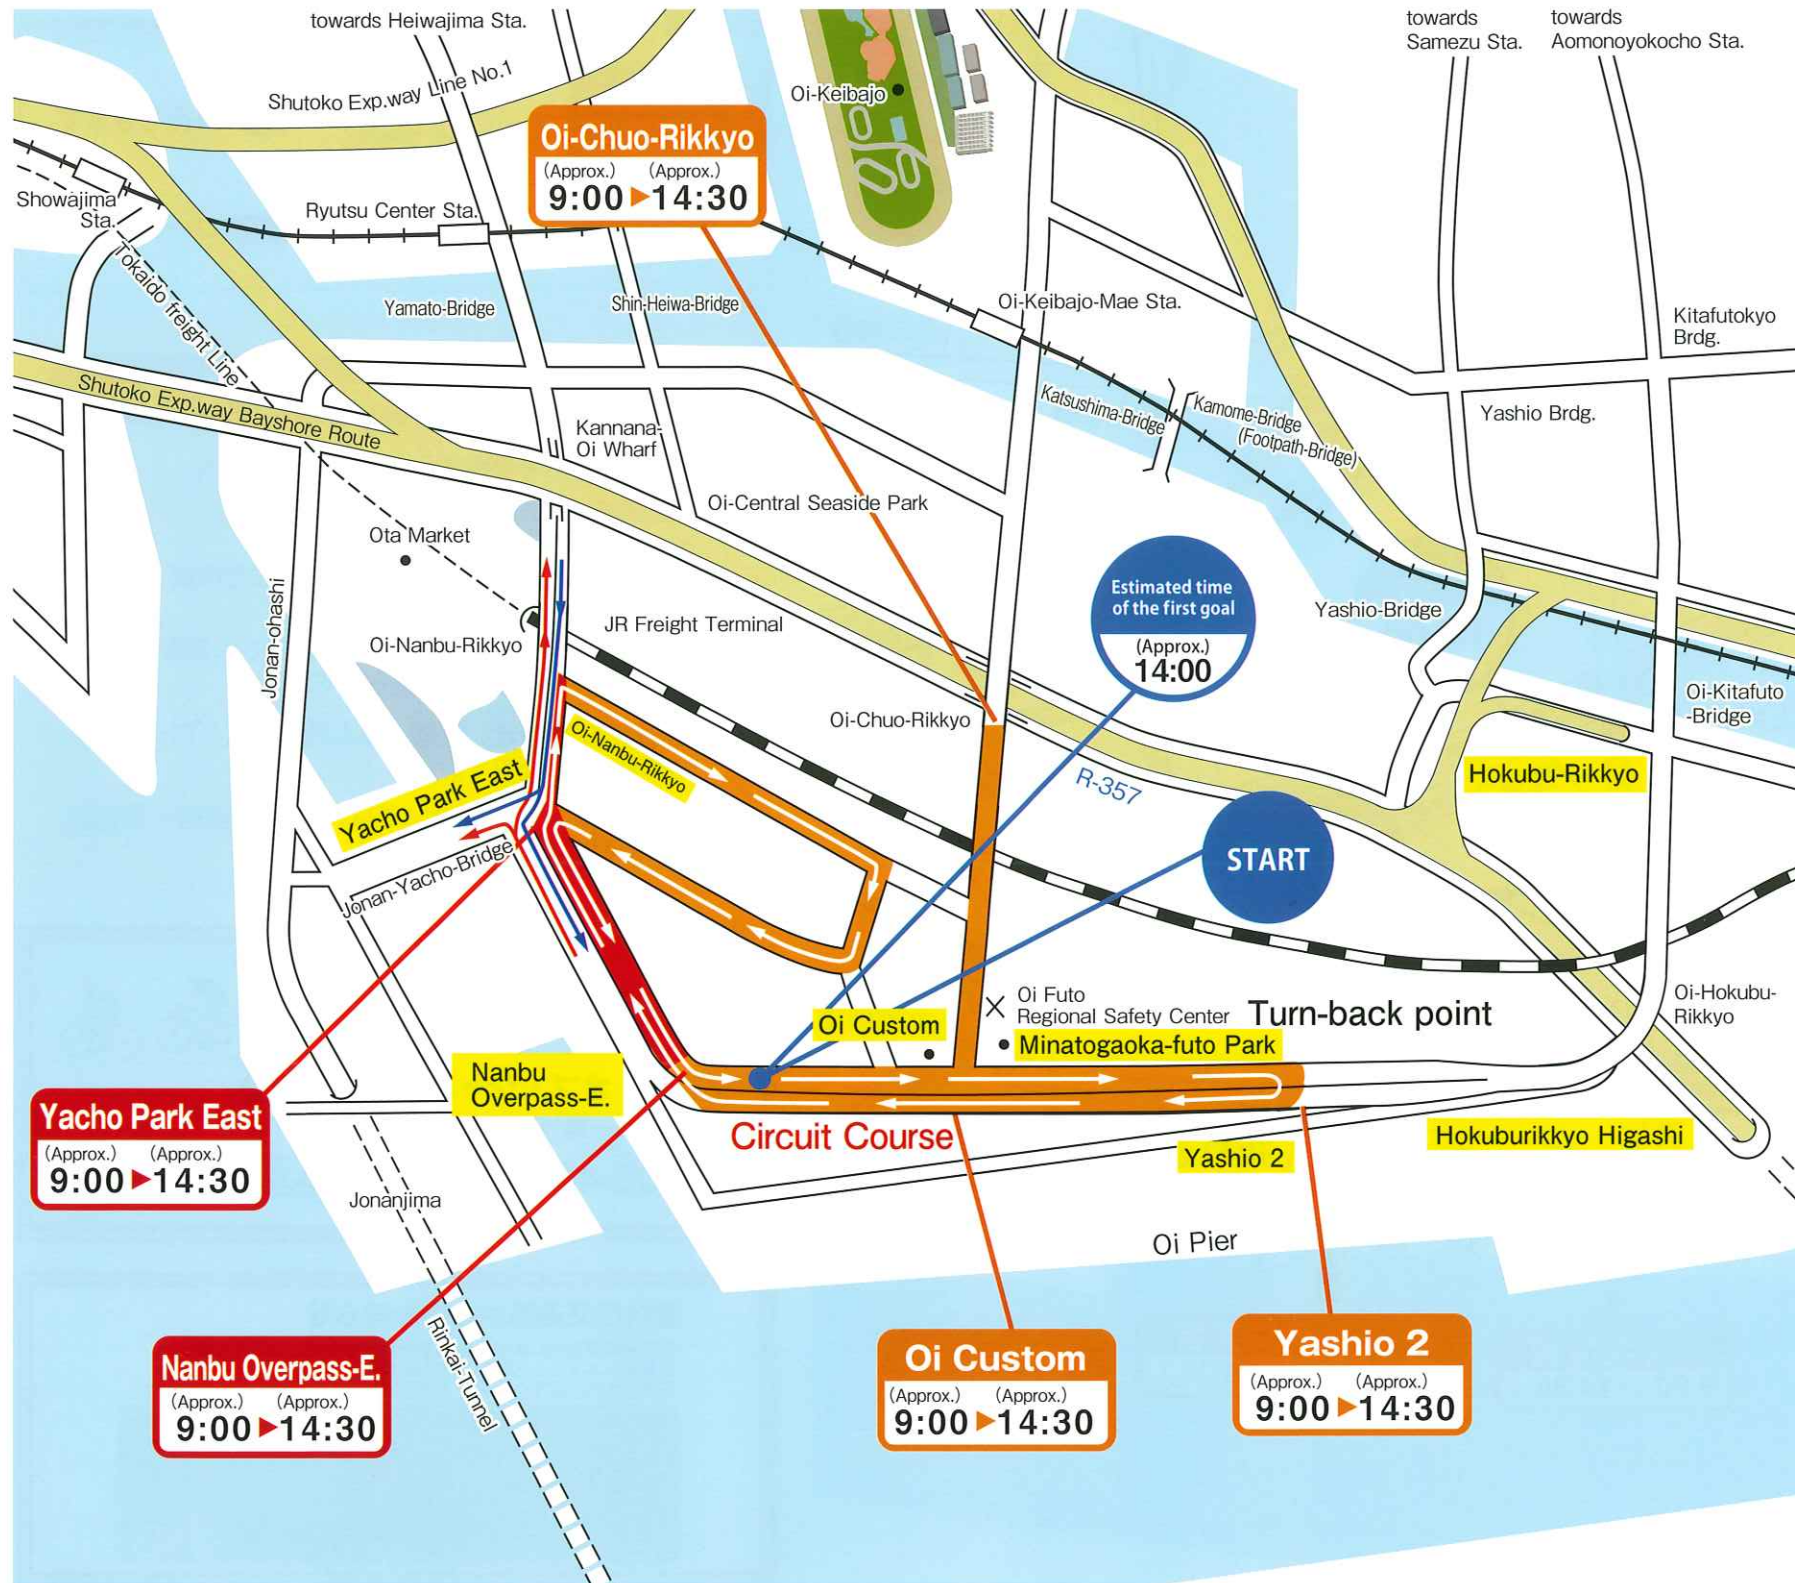 towards Heiwajima Sta.
towards
Samezu Sta.
towards
Aomonoyokocho Sta.
Shutoko Exp.way Line No.1
Oi-Keibajo
Oi-Chuo-Rikkyo
(Approx.) (Approx.)
9:00 ▶ 14:30
Showajima
Sta.
Ryutsu Center Sta.
Tokaido freight Line
Yamato-Bridge
Shin-Heiwa-Bridge
Oi-Keibajo-Mae Sta.
Kitafutokyo
Brdg.
Shutoko Exp.way Bayshore Route
Katsushima-Bridge
Kamome-Bridge
(Footpath-Bridge)
Yashio Brdg.
Kannana-
Oi Wharf
Oi-Central Seaside Park
Ota Market
Jonan-ohashi
Oi-Nanbu-Rikkyo
JR Freight Terminal
Estimated time
of the first goal
(Approx.)
14:00
Yashio-Bridge
Oi-Kitafuto
-Bridge
Oi-Chuo-Rikkyo
Oi-Nanbu-Rikkyo
Yacho Park East
R-357
Hokubu-Rikkyo
START
Jonan-Yacho-Bridge
Oi Futo
Regional Safety Center
Turn-back point
Oi-Hokubu-
Rikkyo
Oi Custom
Minatogaoka-futo Park
Nanbu
Overpass-E.
Yacho Park East
(Approx.) (Approx.)
9:00 ▶ 14:30
Circuit Course
Yashio 2
Hokuburikkyo Higashi
Jonanjima
Oi Pier
Rinkai-Tunnel
Nanbu Overpass-E.
(Approx.) (Approx.)
9:00 ▶ 14:30
Oi Custom
(Approx.) (Approx.)
9:00 ▶ 14:30
Yashio 2
(Approx.) (Approx.)
9:00 ▶ 14:30